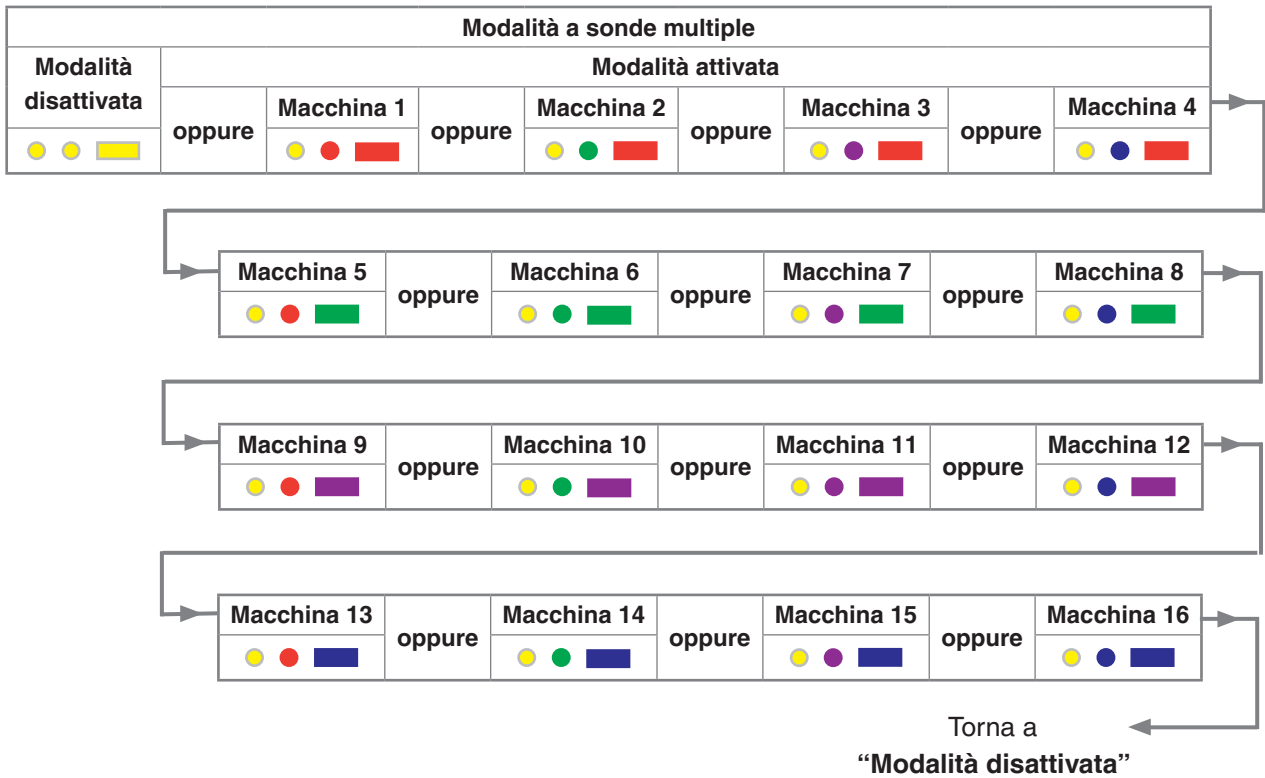 Modalità a sonde multiple
Modalità disattivata
Modalità attivata
oppure
Macchina 1
oppure
Macchina 2
oppure
Macchina 3
oppure
Macchina 4
Macchina 5
oppure
Macchina 6
oppure
Macchina 7
oppure
Macchina 8
Macchina 9
oppure
Macchina 10
oppure
Macchina 11
oppure
Macchina 12
Macchina 13
oppure
Macchina 14
oppure
Macchina 15
oppure
Macchina 16
Torna a
“Modalità disattivata”